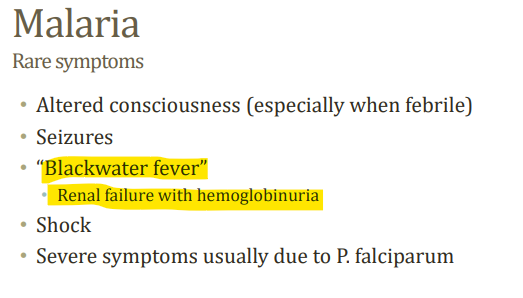 Malaria
Rare symptoms
• Altered consciousness (especially when febrile)
• Seizures
• “Blackwater fever”
• Renal failure with hemoglobinuria
• Shock
• Severe symptoms usually due to P. falciparum